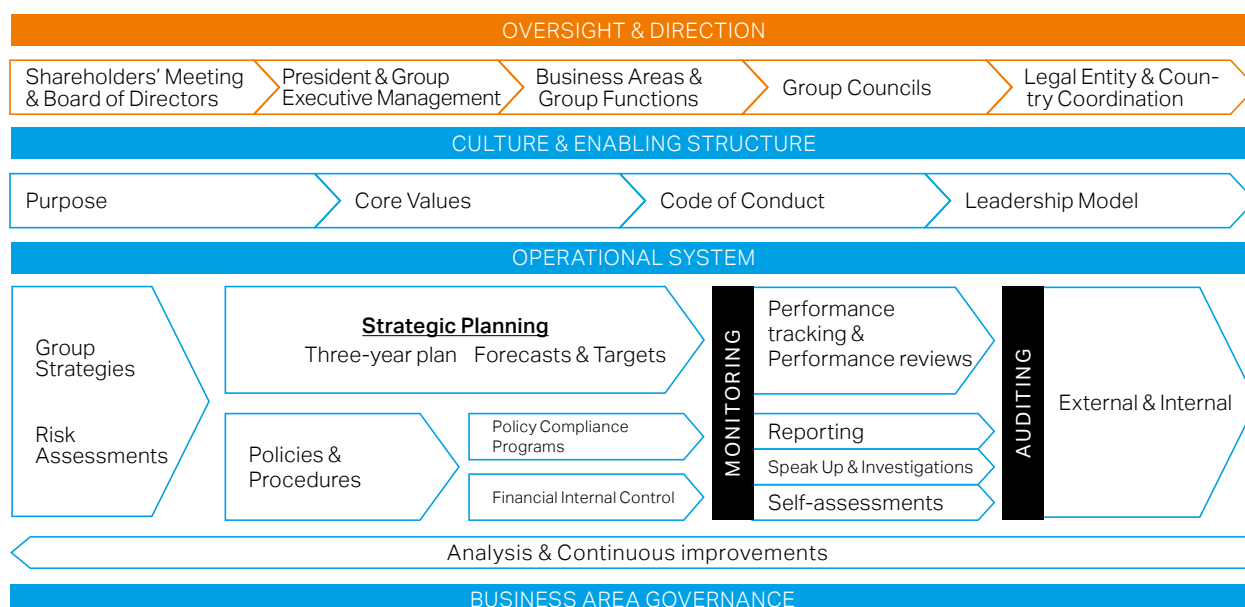 OVERSIGHT & DIRECTION
Shareholders' Meeting
& Board of Directors
President & Group
Executive Management
Business Areas &
Group Functions
Group Councils
Legal Entity & Coun-
try Coordination
CULTURE & ENABLING STRUCTURE
Purpose
Core Values
Code of Conduct
Leadership Model
OPERATIONAL SYSTEM
Group
Strategies
Risk
Assessments
Strategic Planning
Three-year plan Forecasts & Targets
Policies &
Procedures
Policy Compliance
Programs
Financial Internal Control
MONITORING
Performance
tracking &
Performance reviews
Reporting
Speak Up & Investigations
Self-assessments
AUDITING
External & Internal
Analysis & Continuous improvements
BUSINESS AREA GOVERNANCE